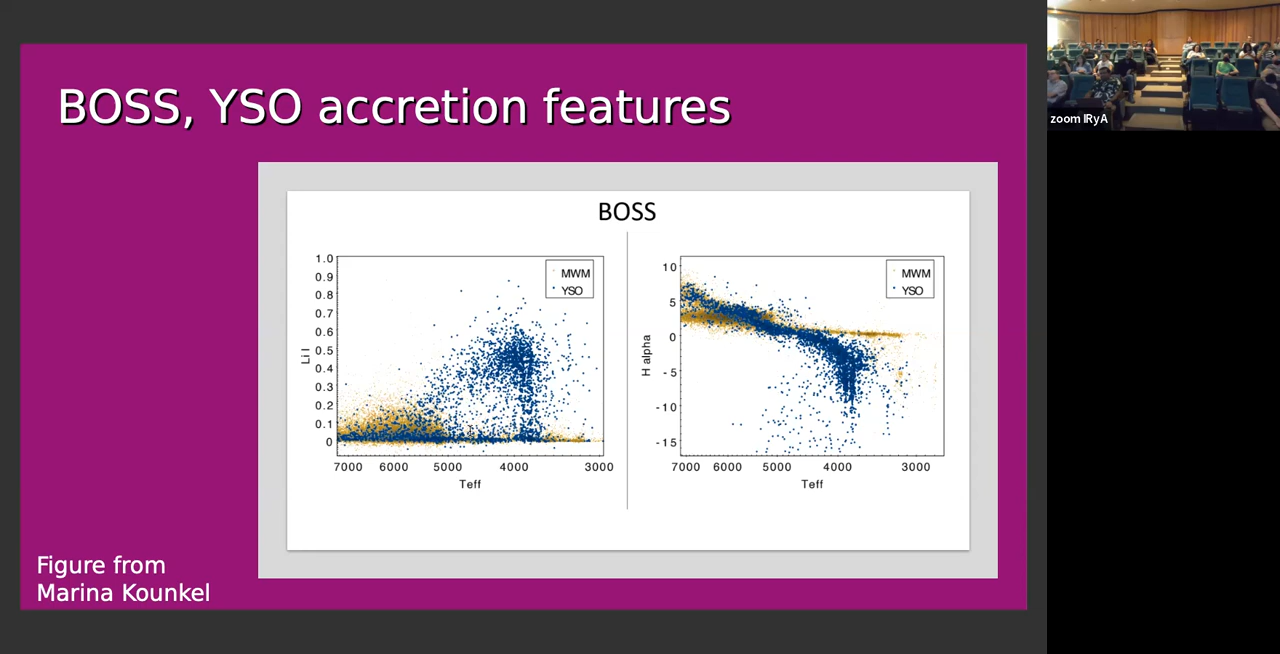 BOSS, YSO accretion features
BOSS
1.0
0.9
0.8
0.7
0.6
0.5
0.4
0.3
0.2
0.1
0
Li I
MWM
YSO
7000 6000 5000 4000 3000
Teff
10
5
0
-5
-10
-15
H alpha
MWM
YSO
7000 6000 5000 4000 3000
Teff
Figure from
Marina Kounkel
zoom IRyA